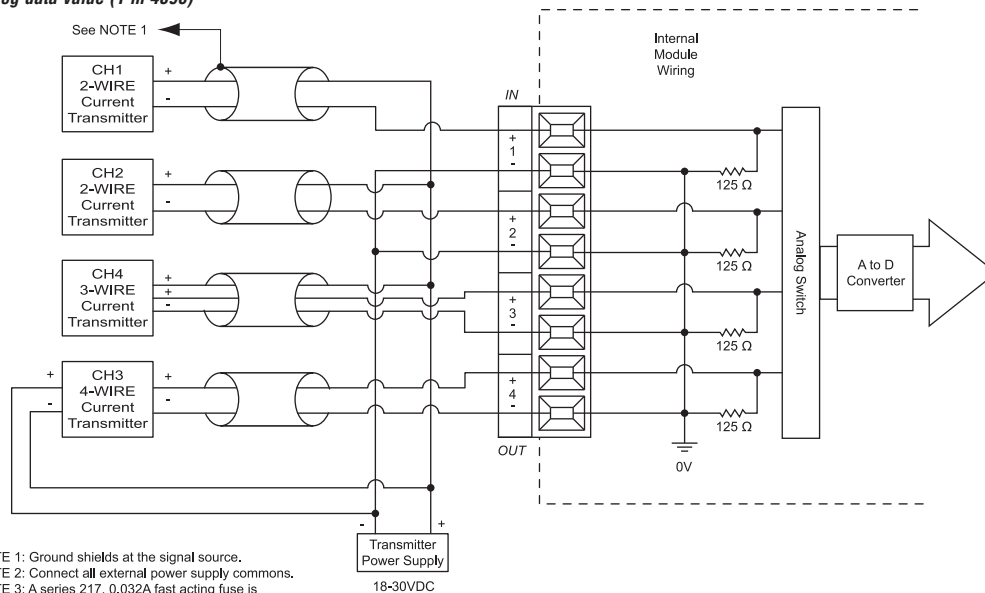 og data value (1 in 4096)
See NOTE 1
CH1
2-WIRE
Current
Transmitter
+
-
CH2
2-WIRE
Current
Transmitter
+
-
CH4
3-WIRE
Current
Transmitter
+
+
-
+
-
CH3
4-WIRE
Current
Transmitter
+
-
IN
+
1
-
+
2
-
+
3
-
+
4
-
OUT
Internal
Module
Wiring
125 Ω
125 Ω
125 Ω
125 Ω
0V
Analog Switch
A to D
Converter
-
+
Transmitter
Power Supply
18-30VDC
TE 1: Ground shields at the signal source.
TE 2: Connect all external power supply commons.
TE 3: A series 217, 0.032A fast acting fuse is